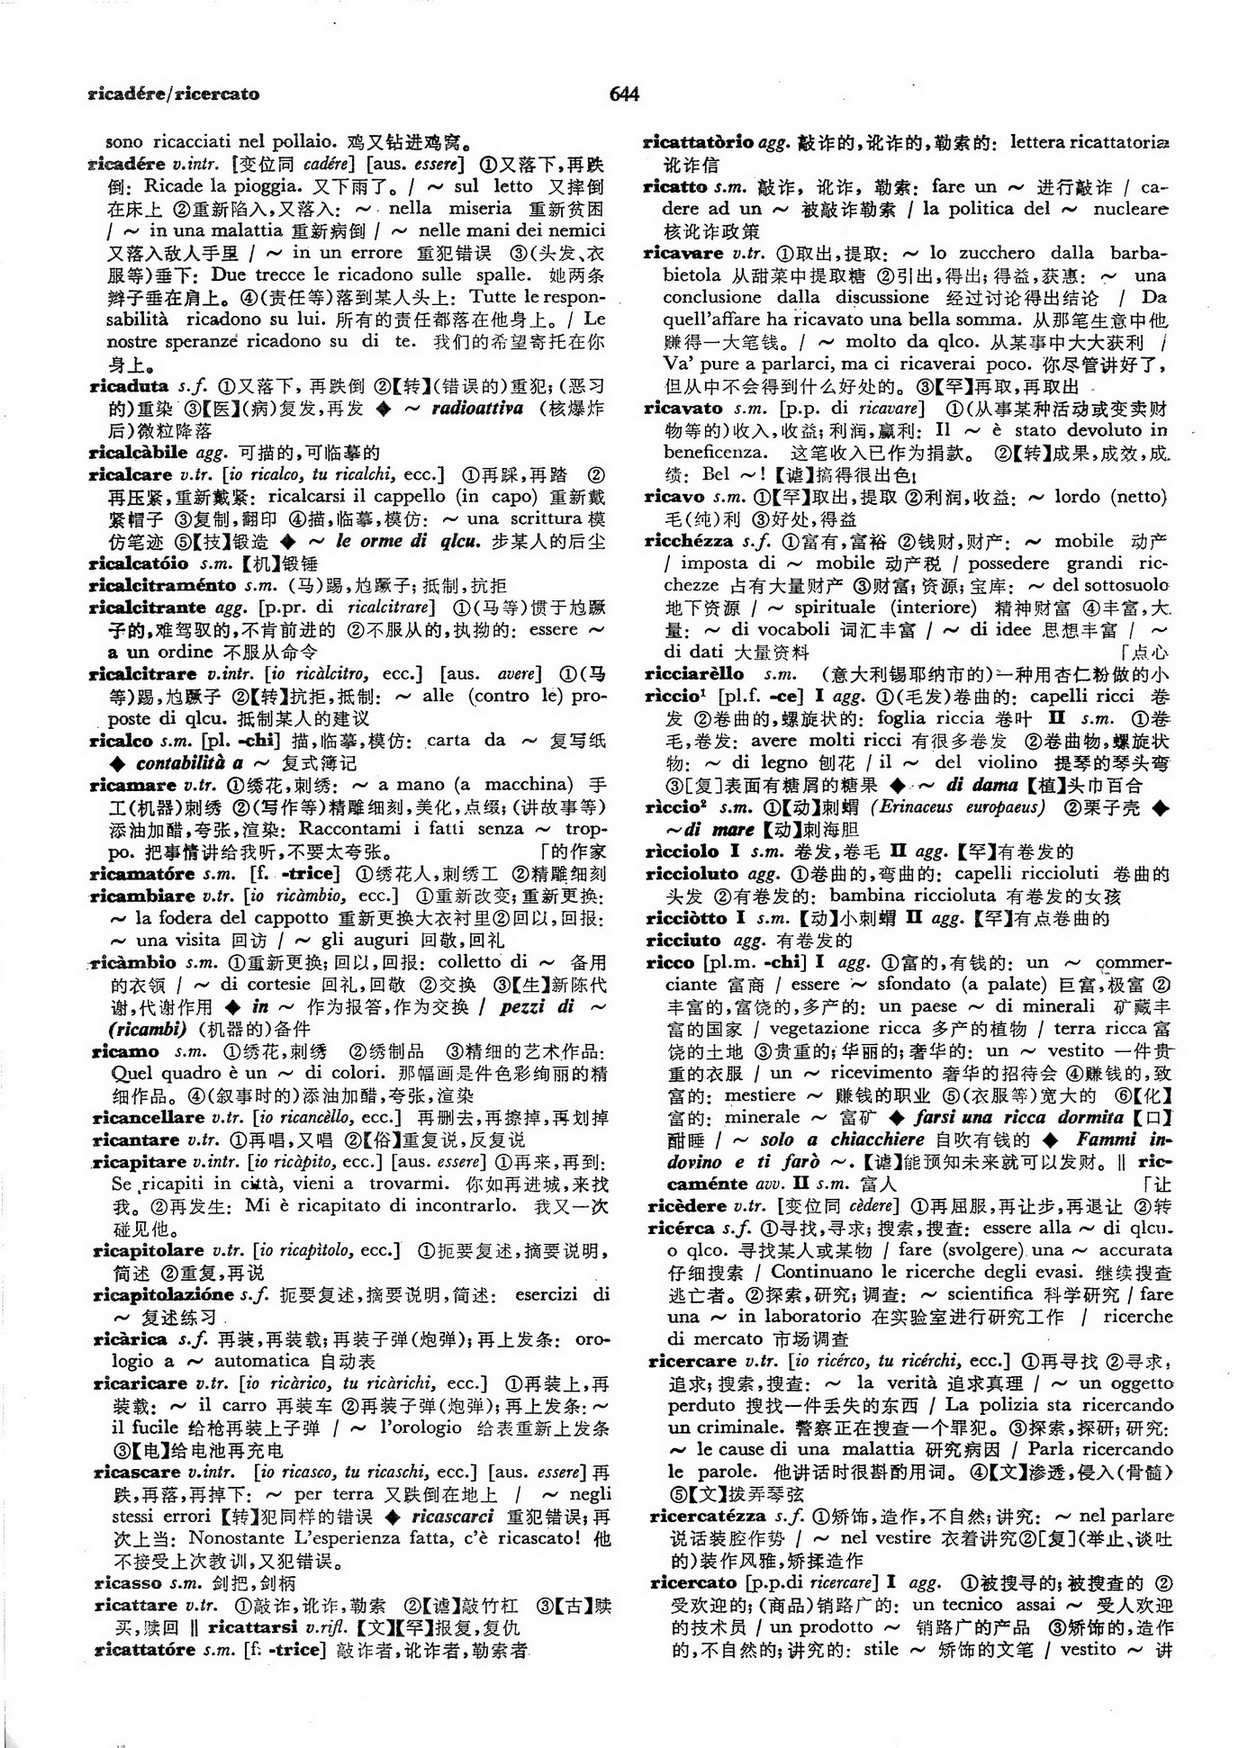 ricadére/ricercato
644
sono ricacciati nel pollaio. 鸡又钻进鸡窝。
ricadére v.intr. [变位同 cadére] [aus. essere] ①又落下,再跌
倒: Ricade la pioggia. 又下雨了。/ ~ sul letto 又摔倒
在床上 ②重新陷入,又落入: ~ nella miseria 重新贫困
/ ~ in una malattia 重新病倒 / ~ nelle mani dei nemici
又落入敌人手里 / ~ in un errore 重犯错误 ③(头发、衣
服等)垂下: Due trecce le ricadono sulle spalle. 她两条
辫子垂在肩上。④(责任等)落到某人头上: Tutte le respon-
sabilità ricadono su lui. 所有的责任都落在他身上。/ Le
nostre speranze ricadono su di te. 我们的希望寄托在你
身上。
ricaduta s.f. ①又落下, 再跌倒 ②【转】(错误的)重犯; (恶习
的)重染 ③【医】(病)复发,再发 ◆ ~ radioattiva (核爆炸
后)微粒降落
ricalcàbile agg. 可描的,可临摹的
ricalcare v.tr. [io ricalco, tu ricalchi, ecc.] ①再踩,再踏 ②
再压紧,重新戴紧: ricalcarsi il cappello (in capo) 重新戴
紧帽子 ③复制,翻印 ④描,临摹,模仿: ~ una scrittura 模
仿笔迹 ⑤【技】锻造 ◆ ~ le orme di qlcu. 步某人的后尘
ricalcatóio s.m. 【机】锻锤
ricalcitraménto s.m. (马)踢,尥蹶子; 抵制,抗拒
ricalcitrante agg. [p.pr. di ricalcitrare] ①(马等)惯于尥蹶
子的,难驾驭的,不肯前进的 ②不服从的,执拗的: essere ~
a un ordine 不服从命令
ricalcitrare v.intr. [io ricàlcitro, ecc.] [aus. avere] ①(马
等)踢,尥蹶子 ②【转】抗拒,抵制: ~ alle (contro le) pro-
poste di qlcu. 抵制某人的建议
ricalco s.m. [pl. -chi] 描,临摹,模仿: carta da ~ 复写纸
◆ contabilità a ~ 复式簿记
ricamare v.tr. ①绣花,刺绣: ~ a mano (a macchina) 手
工(机器)刺绣 ②(写作等)精雕细刻,美化,点缀; (讲故事等)
添油加醋,夸张,渲染: Raccontami i fatti senza ~ trop-
po. 把事情讲给我听,不要太夸张。 「的作家
ricamatóre s.m. [f. -trice] ①绣花人,刺绣工 ②精雕细刻
ricambiare v.tr. [io ricàmbio, ecc.] ①重新改变; 重新更换:
~ la fodera del cappotto 重新更换大衣衬里②回以,回报:
~ una visita 回访 / ~ gli auguri 回敬,回礼
ricàmbio s.m. ①重新更换; 回以,回报: colletto di ~ 备用
的衣领 / ~ di cortesie 回礼,回敬 ②交换 ③【生】新陈代
谢,代谢作用 ◆ in ~ 作为报答,作为交换 / pezzi di ~
(ricambi) (机器的)备件
ricamo s.m. ①绣花,刺绣 ②绣制品 ③精细的艺术作品:
Quel quadro è un ~ di colori. 那幅画是件色彩绚丽的精
细作品。④(叙事时的)添油加醋,夸张,渲染
ricancellare v.tr. [io ricancèllo, ecc.] 再删去,再擦掉,再划掉
ricantare v.tr. ①再唱,又唱 ②【俗】重复说,反复说
ricapitare v.intr. [io ricàpito, ecc.] [aus. essere] ①再来,再到:
Se ricapiti in città, vieni a trovarmi. 你如再进城,来找
我。②再发生: Mi è ricapitato di incontrarlo. 我又一次
碰见他。
ricapitolare v.tr. [io ricapìtolo, ecc.] ①扼要复述,摘要说明,
简述 ②重复,再说
ricapitolazióne s.f. 扼要复述,摘要说明,简述: esercizi di
~ 复述练习
ricàrica s.f. 再装,再装载; 再装子弹(炮弹); 再上发条: oro-
logio a ~ automatica 自动表
ricaricare v.tr. [io ricàrico, tu ricàrichi, ecc.] ①再装上,再
装载: ~ il carro 再装车 ②再装子弹(炮弹); 再上发条: ~
il fucile 给枪再装上子弹 / ~ l'orologio 给表重新上发条
③【电】给电池再充电
ricascare v.intr. [io ricasco, tu ricaschi, ecc.] [aus. essere] 再
跌,再落,再掉下: ~ per terra 又跌倒在地上 / ~ negli
stessi errori 【转】犯同样的错误 ◆ ricascarci 重犯错误; 再
次上当: Nonostante L'esperienza fatta, c'è ricascato! 他
不接受上次教训,又犯错误。
ricasso s.m. 剑把,剑柄
ricattare v.tr. ①敲诈,讹诈,勒索 ②【谑】敲竹杠 ③【古】赎
买,赎回 ‖ ricattarsi v.rifl. 【文】【罕】报复,复仇
ricattatóre s.m. [f. -trice] 敲诈者,讹诈者,勒索者
ricattatòrio agg. 敲诈的,讹诈的,勒索的: lettera ricattatoria
讹诈信
ricatto s.m. 敲诈, 讹诈, 勒索: fare un ~ 进行敲诈 / ca-
dere ad un ~ 被敲诈勒索 / la politica del ~ nucleare
核讹诈政策
ricavare v.tr. ①取出,提取: ~ lo zucchero dalla barba-
bietola 从甜菜中提取糖 ②引出,得出; 得益,获惠: ~ una
conclusione dalla discussione 经过讨论得出结论 / Da
quell'affare ha ricavato una bella somma. 从那笔生意中他
赚得一大笔钱。/ ~ molto da qlco. 从某事中大大获利 /
Va' pure a parlarci, ma ci ricaverai poco. 你尽管讲好了,
但从中不会得到什么好处的。③【罕】再取,再取出
ricavato s.m. [p.p. di ricavare] ①(从事某种活动或变卖财
物等的)收入,收益; 利润,赢利: Il ~ è stato devoluto in
beneficenza. 这笔收入已作为捐款。 ②【转】成果,成效,成
绩: Bel ~! 【谑】搞得很出色!
ricavo s.m. ①【罕】取出,提取 ②利润,收益: ~ lordo (netto)
毛(纯)利 ③好处,得益
ricchézza s.f. ①富有,富裕 ②钱财,财产: ~ mobile 动产
/ imposta di ~ mobile 动产税 / possedere grandi ric-
chezze 占有大量财产 ③财富; 资源; 宝库: ~ del sottosuolo
地下资源 / ~ spirituale (interiore) 精神财富 ④丰富,大
量: ~ di vocaboli 词汇丰富 / ~ di idee 思想丰富 / ~
di dati 大量资料 「点心
ricciarèllo s.m. (意大利锡耶纳市的)一种用杏仁粉做的小
rìccio¹ [pl.f. -ce] I agg. ①(毛发)卷曲的: capelli ricci 卷
发 ②卷曲的,螺旋状的: foglia riccia 卷叶 II s.m. ①卷
毛,卷发: avere molti ricci 有很多卷发 ②卷曲物,螺旋状
物: ~ di legno 刨花 / il ~ del violino 提琴的琴头弯
③[复]表面有糖屑的糖果 ◆ ~ di dama 【植】头巾百合
rìccio² s.m. ①【动】刺猬 (Erinaceus europaeus) ②栗子壳 ◆
~di mare 【动】刺海胆
rìcciolo I s.m. 卷发,卷毛 II agg. 【罕】有卷发的
riccioluto agg. ①卷曲的,弯曲的: capelli riccioluti 卷曲的
头发 ②有卷发的: bambina riccioluta 有卷发的女孩
ricciòtto I s.m. 【动】小刺猬 II agg. 【罕】有点卷曲的
ricciuto agg. 有卷发的
ricco [pl.m. -chi] I agg. ①富的,有钱的: un ~ commer-
ciante 富商 / essere ~ sfondato (a palate) 巨富,极富 ②
丰富的,富饶的,多产的: un paese ~ di minerali 矿藏丰
富的国家 / vegetazione ricca 多产的植物 / terra ricca 富
饶的土地 ③贵重的; 华丽的; 奢华的: un ~ vestito 一件贵
重的衣服 / un ~ ricevimento 奢华的招待会 ④赚钱的,致
富的: mestiere ~ 赚钱的职业 ⑤(衣服等)宽大的 ⑥【化】
富的: minerale ~ 富矿 ◆ farsi una ricca dormita 【口】
酣睡 / ~ solo a chiacchiere 自吹有钱的 ◆ Fammi in-
dovino e ti farò ~. 【谑】能预知未来就可以发财。‖ ric-
caménte avv. II s.m. 富人 「让
ricèdere v.tr. [变位同 cèdere] ①再屈服,再让步,再退让 ②转
ricérca s.f. ①寻找,寻求; 搜索,搜查: essere alla ~ di qlcu.
o qlco. 寻找某人或某物 / fare (svolgere) una ~ accurata
仔细搜索 / Continuano le ricerche degli evasi. 继续搜查
逃亡者。②探索,研究; 调查: ~ scientifica 科学研究 / fare
una ~ in laboratorio 在实验室进行研究工作 / ricerche
di mercato 市场调查
ricercare v.tr. [io ricérco, tu ricérchi, ecc.] ①再寻找 ②寻求,
追求; 搜索,搜查: ~ la verità 追求真理 / ~ un oggetto
perduto 搜找一件丢失的东西 / La polizia sta ricercando
un criminale. 警察正在搜查一个罪犯。③探索,探研; 研究:
~ le cause di una malattia 研究病因 / Parla ricercando
le parole. 他讲话时很斟酌用词。④【文】渗透,侵入(骨髓)
⑤【文】拨弄琴弦
ricercatézza s.f. ①矫饰,造作,不自然; 讲究: ~ nel parlare
说话装腔作势 / ~ nel vestire 衣着讲究②[复](举止、谈吐
的)装作风雅,矫揉造作
ricercato [p.p.di ricercare] I agg. ①被搜寻的; 被搜查的 ②
受欢迎的; (商品)销路广的: un tecnico assai ~ 受人欢迎
的技术员 / un prodotto ~ 销路广的产品 ③矫饰的,造作
的,不自然的; 讲究的: stile ~ 矫饰的文笔 / vestito ~ 讲